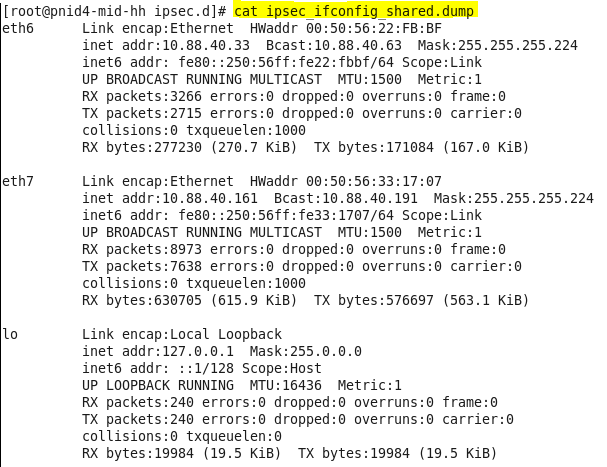 [root@pnid4-mid-hh ipsec.d]# cat ipsec_ifconfig_shared.dump
eth6      Link encap:Ethernet  HWaddr 00:50:56:22:FB:BF
          inet addr:10.88.40.33  Bcast:10.88.40.63  Mask:255.255.255.224
          inet6 addr: fe80::250:56ff:fe22:fbbf/64 Scope:Link
          UP BROADCAST RUNNING MULTICAST  MTU:1500  Metric:1
          RX packets:3266 errors:0 dropped:0 overruns:0 frame:0
          TX packets:2715 errors:0 dropped:0 overruns:0 carrier:0
          collisions:0 txqueuelen:1000
          RX bytes:277230 (270.7 KiB)  TX bytes:171084 (167.0 KiB)

eth7      Link encap:Ethernet  HWaddr 00:50:56:33:17:07
          inet addr:10.88.40.161  Bcast:10.88.40.191  Mask:255.255.255.224
          inet6 addr: fe80::250:56ff:fe33:1707/64 Scope:Link
          UP BROADCAST RUNNING MULTICAST  MTU:1500  Metric:1
          RX packets:8973 errors:0 dropped:0 overruns:0 frame:0
          TX packets:7638 errors:0 dropped:0 overruns:0 carrier:0
          collisions:0 txqueuelen:1000
          RX bytes:630705 (615.9 KiB)  TX bytes:576697 (563.1 KiB)

lo        Link encap:Local Loopback
          inet addr:127.0.0.1  Mask:255.0.0.0
          inet6 addr: ::1/128 Scope:Host
          UP LOOPBACK RUNNING  MTU:16436  Metric:1
          RX packets:240 errors:0 dropped:0 overruns:0 frame:0
          TX packets:240 errors:0 dropped:0 overruns:0 carrier:0
          collisions:0 txqueuelen:0
          RX bytes:19984 (19.5 KiB)  TX bytes:19984 (19.5 KiB)